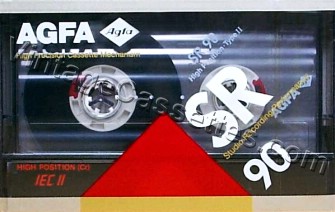 AGFA Agfa
High Precision Cassette Mechanism
SR 90
High Position Type II
SR
AGFA
Studio Recording
90
HIGH POSITION (Cr)
IEC II